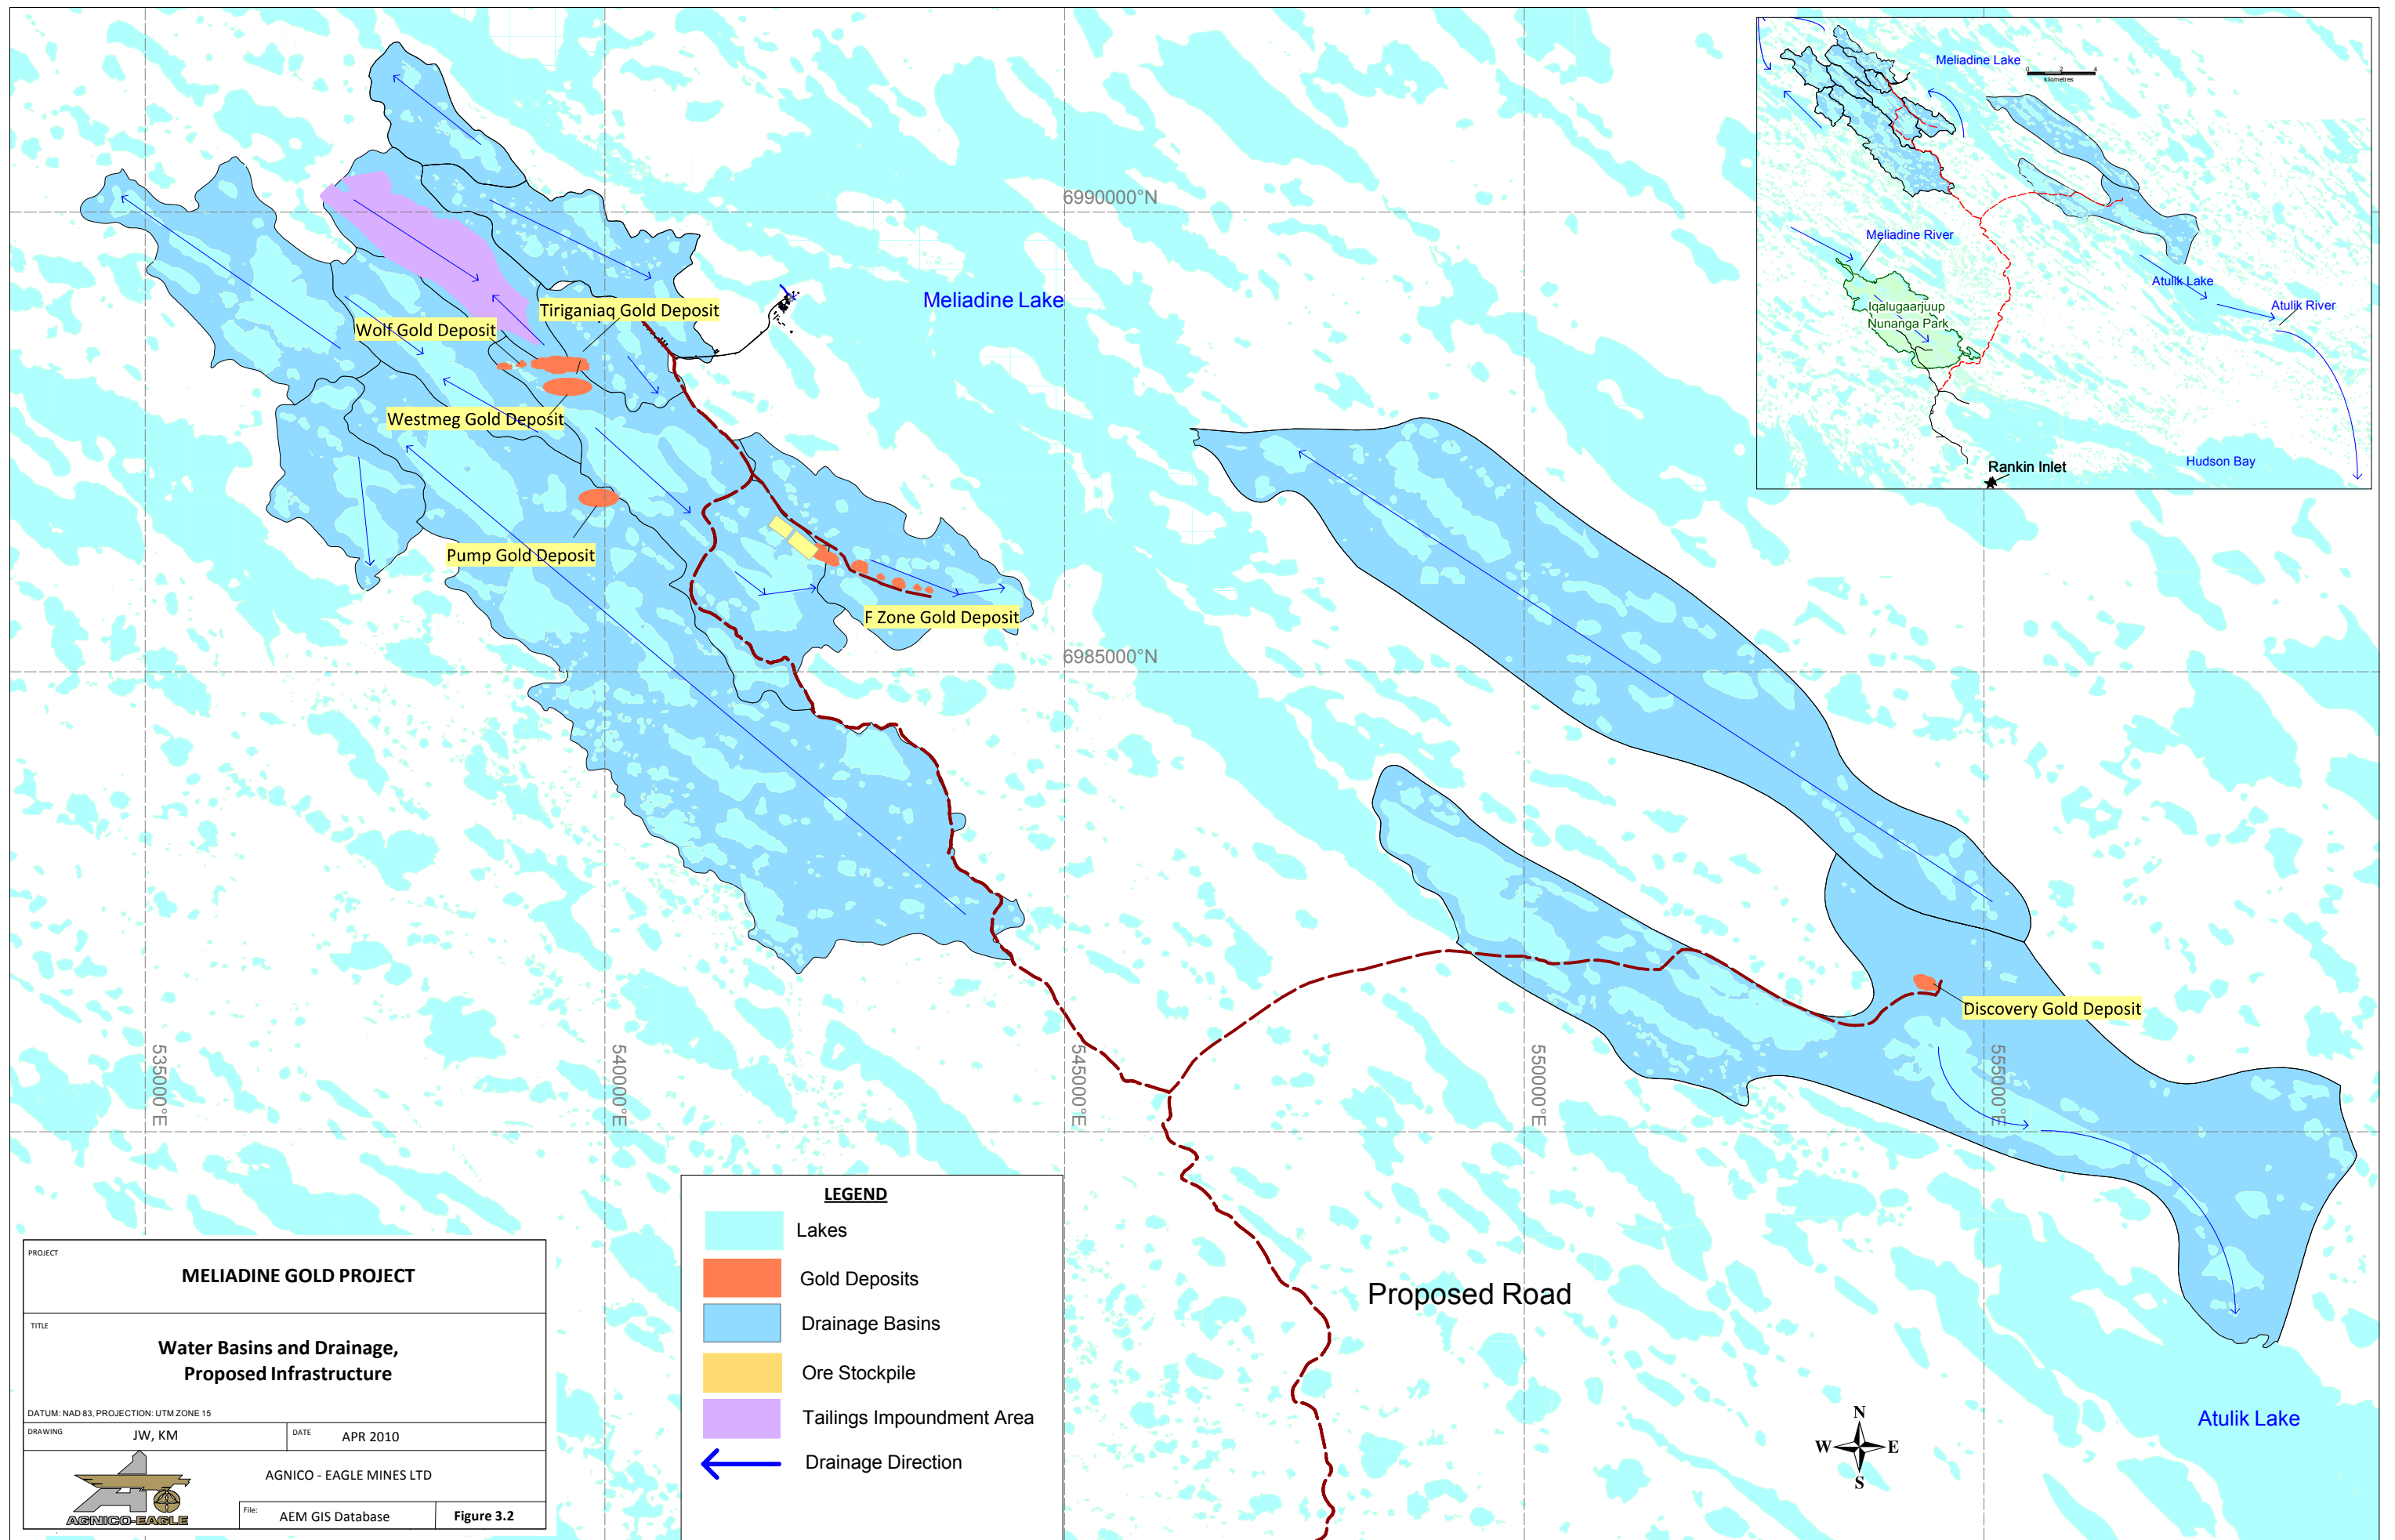 Meliadine Lake
0 2 4
kilometres
Meliadine River
Atulik Lake
Atulik River
Iqalugaarjuup
Nunanga Park
Hudson Bay
Rankin Inlet
6990000°N
Meliadine Lake
Tiriganiaq Gold Deposit
Wolf Gold Deposit
Westmeg Gold Deposit
Pump Gold Deposit
F Zone Gold Deposit
6985000°N
Discovery Gold Deposit
535000°E
540000°E
545000°E
550000°E
555000°E
Proposed Road
Atulik Lake
N
W E
S
LEGEND
Lakes
Gold Deposits
Drainage Basins
Ore Stockpile
Tailings Impoundment Area
Drainage Direction
PROJECT
MELIADINE GOLD PROJECT
TITLE
Water Basins and Drainage,
Proposed Infrastructure
DATUM: NAD 83, PROJECTION: UTM ZONE 15
DRAWING JW, KM DATE APR 2010
AGNICO - EAGLE MINES LTD
AGNICO-EAGLE
File: AEM GIS Database Figure 3.2